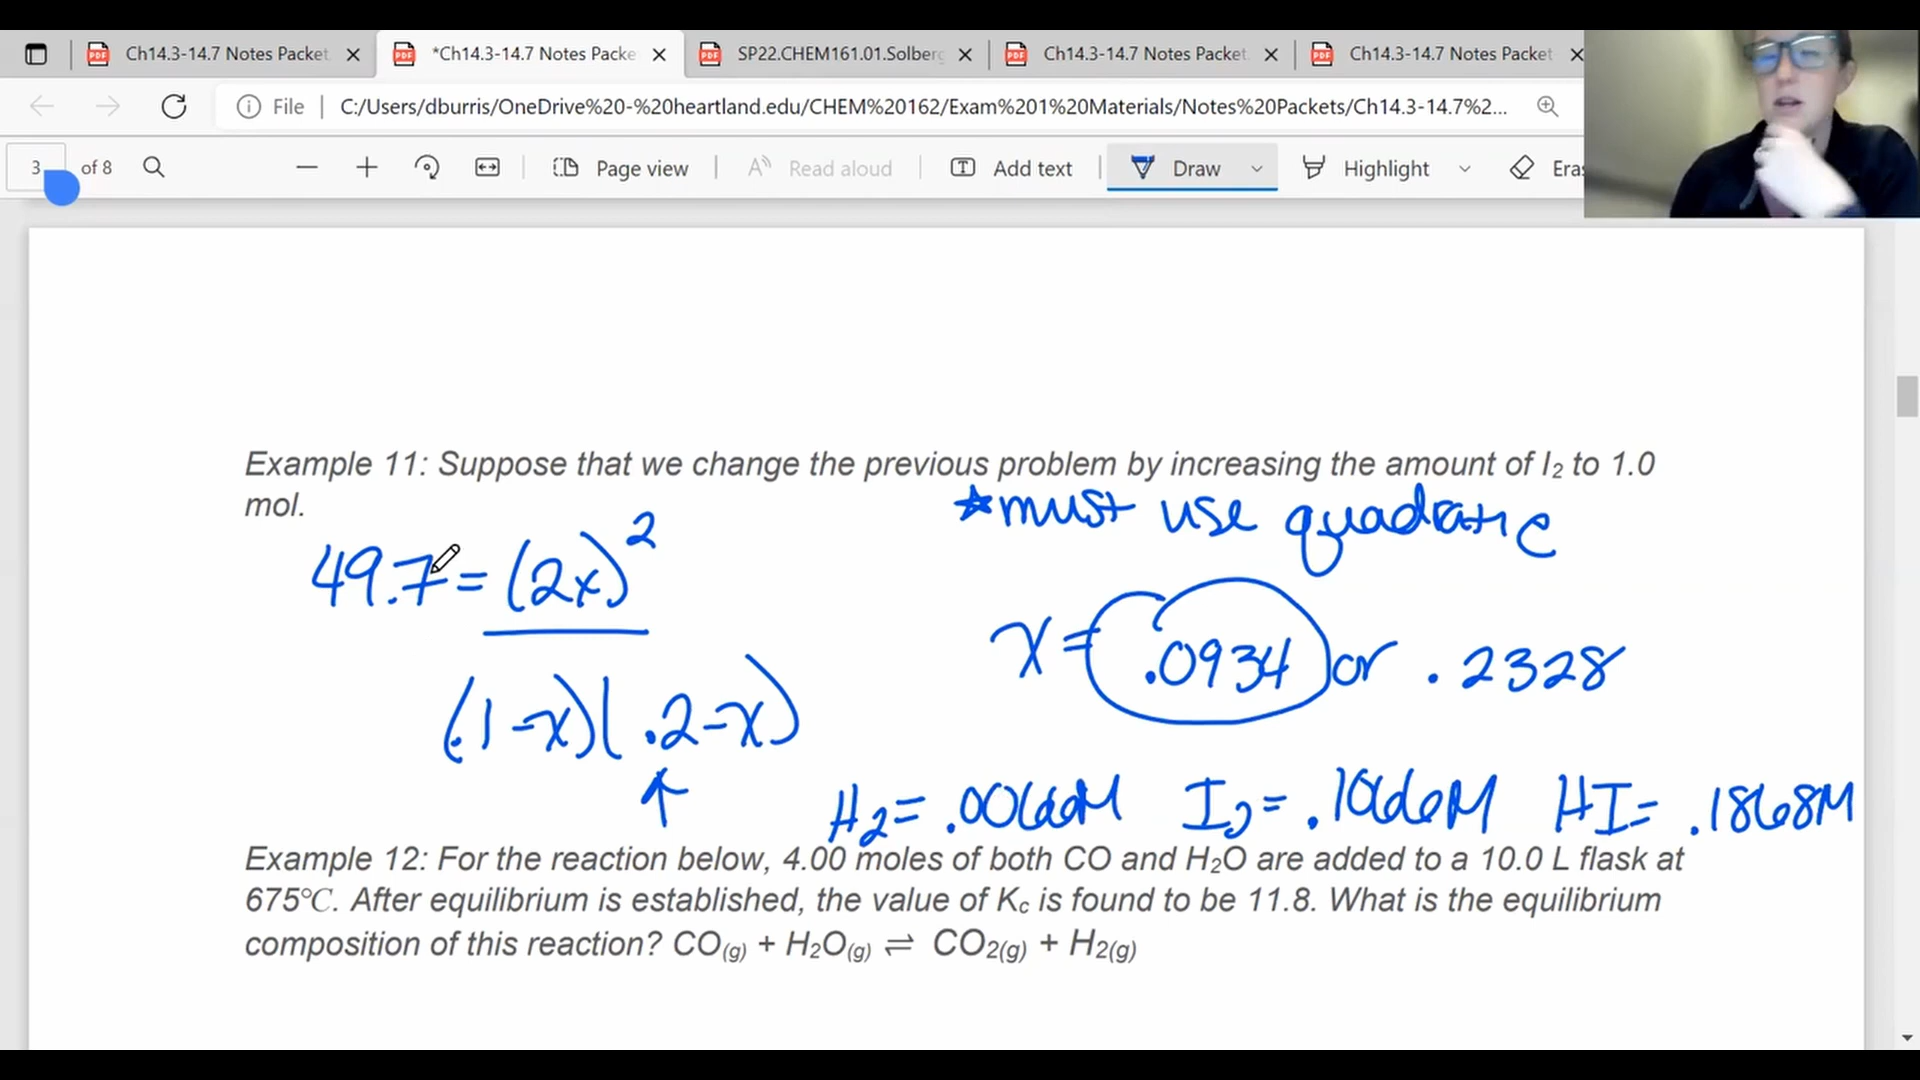 Ch14.3-14.7 Notes Packet
*Ch14.3-14.7 Notes Packe
SP22.CHEM161.01.Solberg
Ch14.3-14.7 Notes Packet
Ch14.3-14.7 Notes Packet
File
C:/Users/dburris/OneDrive%20-%20heartland.edu/CHEM%20162/Exam%201%20Materials/Notes%20Packets/Ch14.3-14.7%2...
3 of 8
Page view
Read aloud
Add text
Draw
Highlight
Eras
Example 11: Suppose that we change the previous problem by increasing the amount of I₂ to 1.0
mol.
*must use quadratic
49.7 = (2x)²
(.1-x)(.2-x)
x = .0934 or .2328
H₂ = .0066M I₂ = .1066M HI = .1868M
Example 12: For the reaction below, 4.00 moles of both CO and H₂O are added to a 10.0 L flask at
675℃. After equilibrium is established, the value of K꜀ is found to be 11.8. What is the equilibrium
composition of this reaction? CO(g) + H₂O(g) ⇌ CO₂(g) + H₂(g)